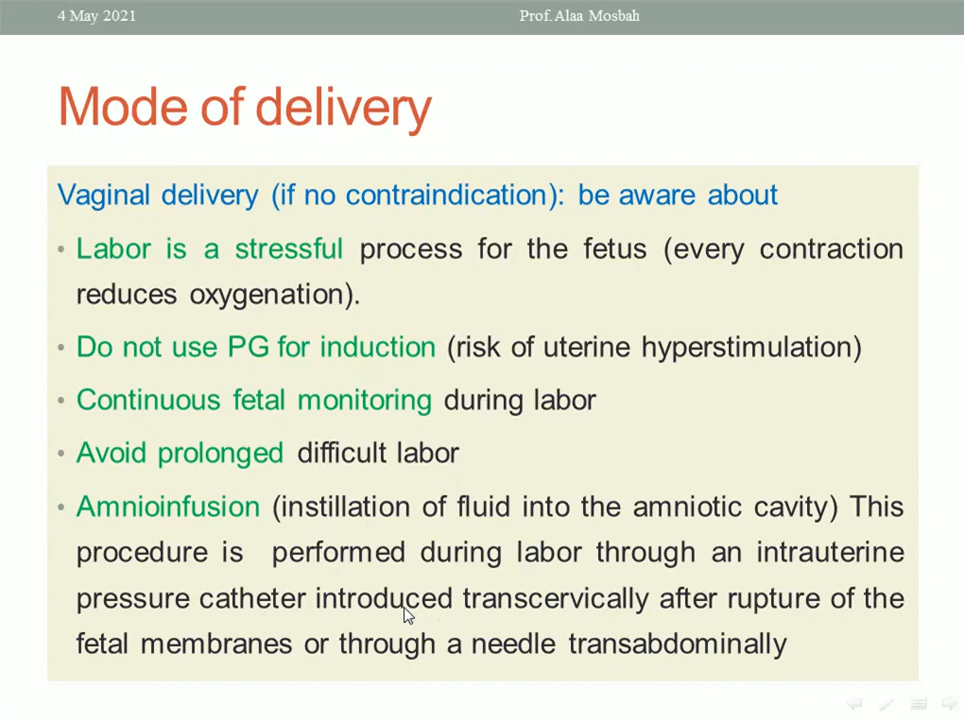 4 May 2021
Prof.Alaa Mosbah
Mode of delivery
Vaginal delivery (if no contraindication): be aware about
• Labor is a stressful process for the fetus (every contraction
reduces oxygenation).
• Do not use PG for induction (risk of uterine hyperstimulation)
• Continuous fetal monitoring during labor
• Avoid prolonged difficult labor
• Amnioinfusion (instillation of fluid into the amniotic cavity) This
procedure is performed during labor through an intrauterine
pressure catheter introduced transcervically after rupture of the
fetal membranes or through a needle transabdominally